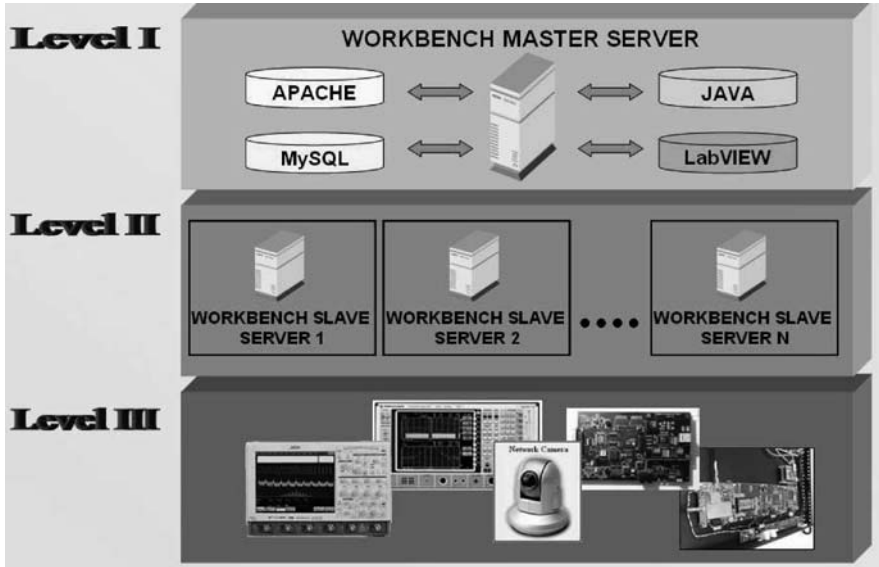 Level I
WORKBENCH MASTER SERVER
APACHE
JAVA
MySQL
LabVIEW
Level II
WORKBENCH SLAVE
SERVER 1
WORKBENCH SLAVE
SERVER 2
WORKBENCH SLAVE
SERVER N
Level III
Network Camera